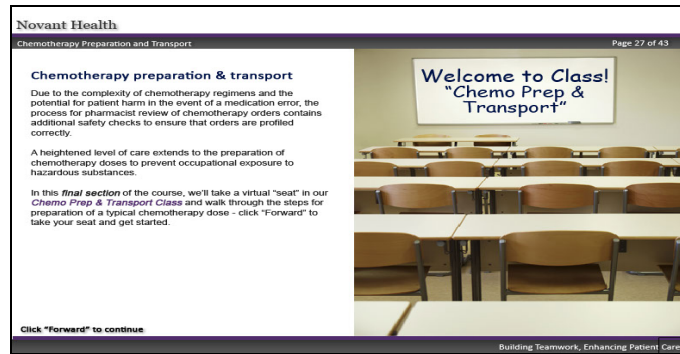 Novant Health
Chemotherapy Preparation and Transport
Page 27 of 43
Chemotherapy preparation & transport
Due to the complexity of chemotherapy regimens and the
potential for patient harm in the event of a medication error, the
process for pharmacist review of chemotherapy orders contains
additional safety checks to ensure that orders are profiled
correctly.
A heightened level of care extends to the preparation of
chemotherapy doses to prevent occupational exposure to
hazardous substances.
In this final section of the course, we'll take a virtual "seat" in our
Chemo Prep & Transport Class and walk through the steps for
preparation of a typical chemotherapy dose - click "Forward" to
take your seat and get started.
Welcome to Class!
"Chemo Prep &
Transport"
Click "Forward" to continue
Building Teamwork, Enhancing Patient Care